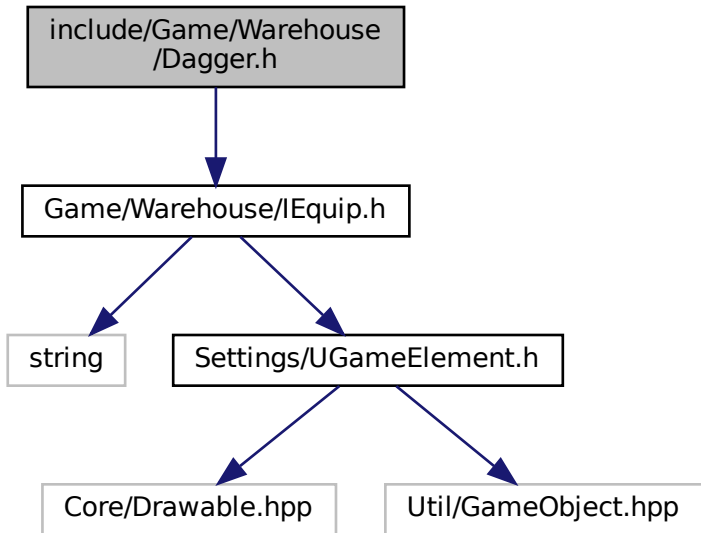 include/Game/Warehouse
/Dagger.h
Game/Warehouse/IEquip.h
string
Settings/UGameElement.h
Core/Drawable.hpp
Util/GameObject.hpp